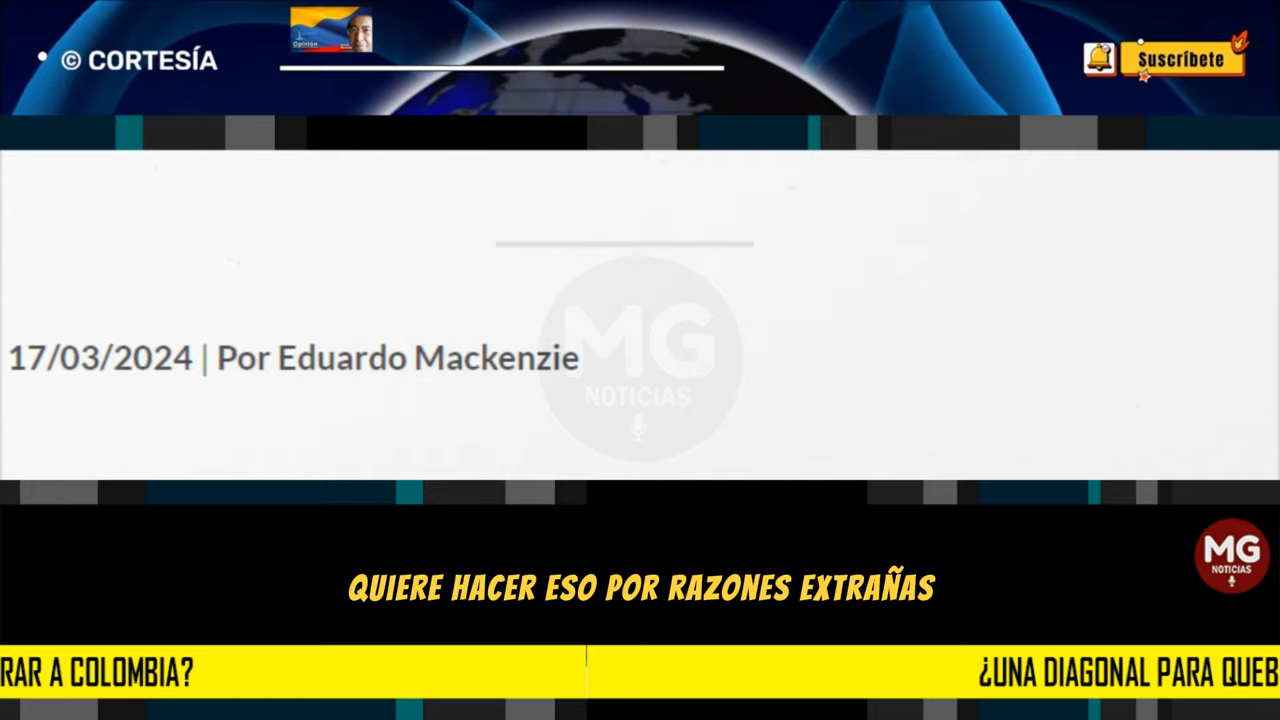 © CORTESÍA
Opinión
Suscríbete
MG
NOTICIAS
17/03/2024 | Por Eduardo Mackenzie
MG
NOTICIAS
QUIERE HACER ESO POR RAZONES EXTRAÑAS
RAR A COLOMBIA?
¿UNA DIAGONAL PARA QUEB